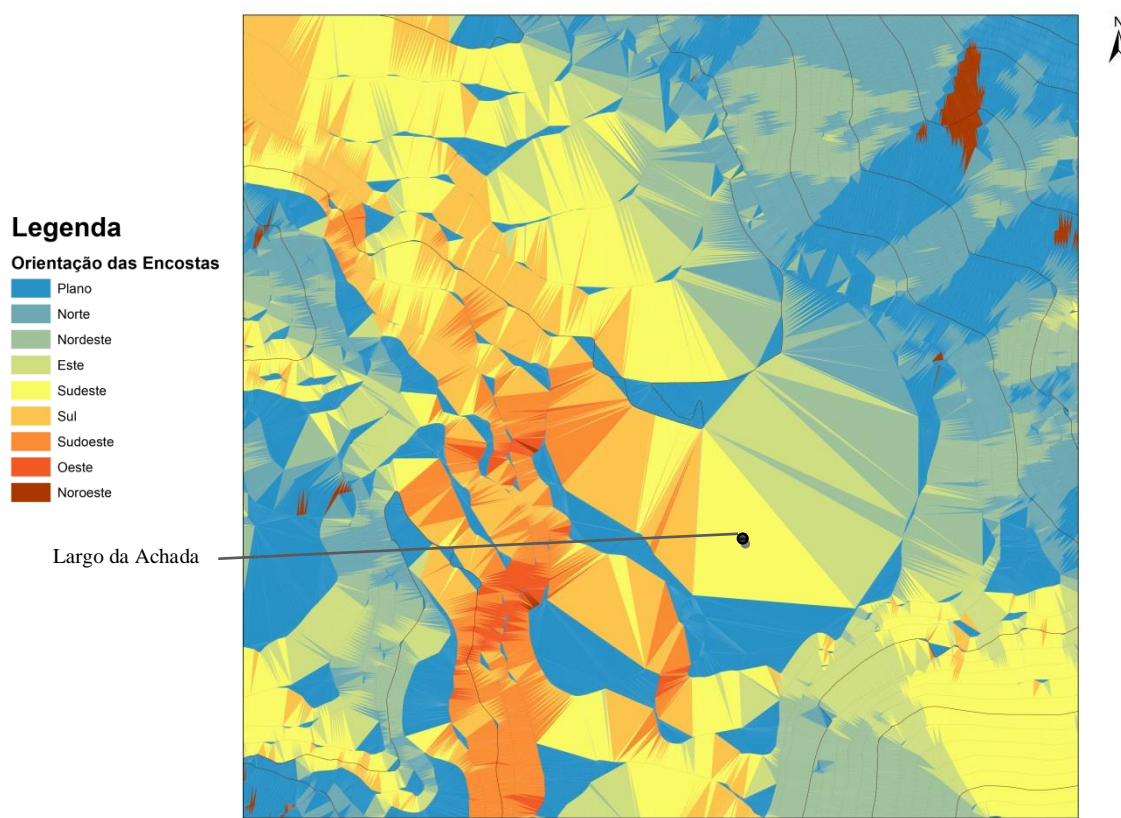 N
Legenda
Orientação das Encostas
Plano
Norte
Nordeste
Este
Sudeste
Sul
Sudoeste
Oeste
Noroeste
Largo da Achada